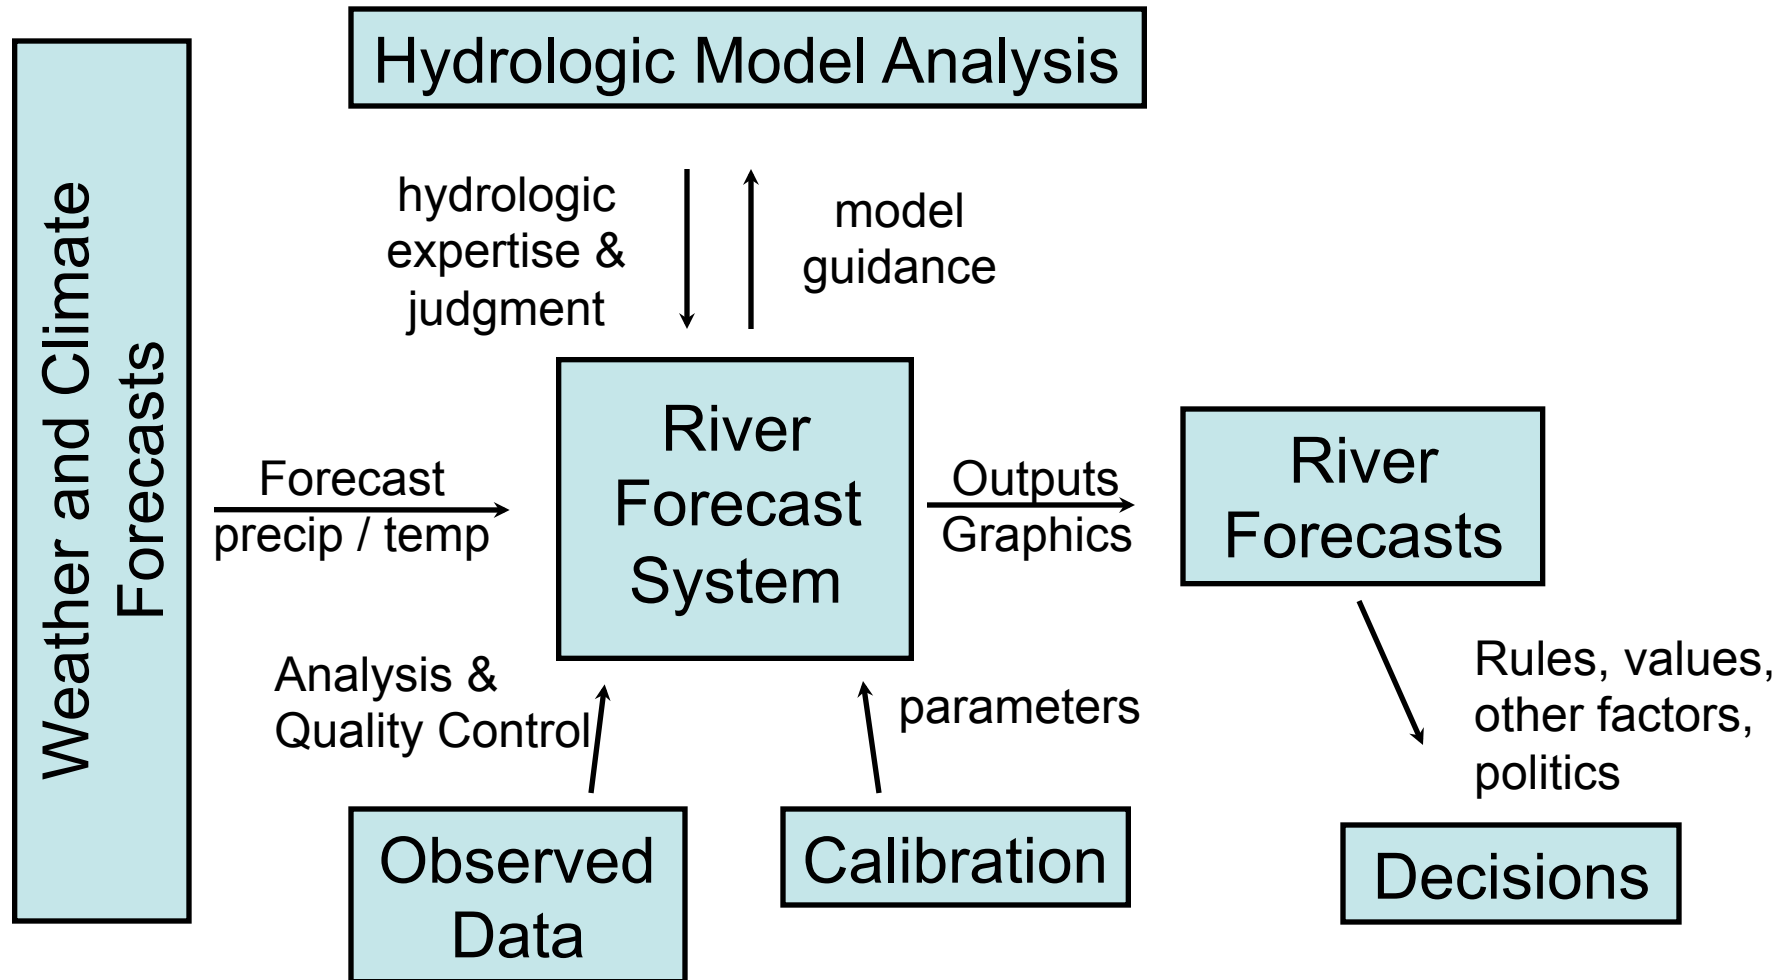 Hydrologic Model Analysis
Weather and Climate
Forecasts
hydrologic
expertise &
judgment
model
guidance
River
Forecast
System
Forecast
precip / temp
Outputs
Graphics
River
Forecasts
Analysis &
Quality Control
parameters
Rules, values,
other factors,
politics
Observed
Data
Calibration
Decisions